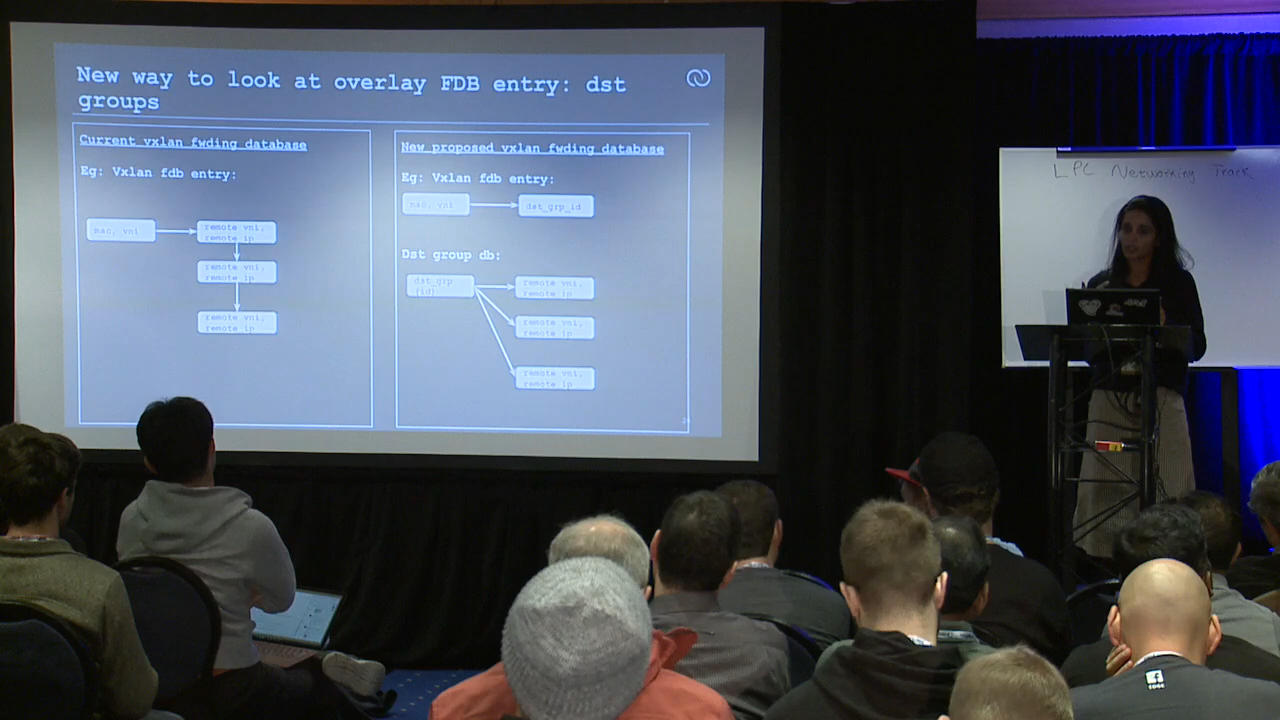 New way to look at overlay FDB entry: dst
groups
Current vxlan fwding database
Eg: Vxlan fdb entry:
mac, vni
remote vni,
remote ip
remote vni,
remote ip
remote vni,
remote ip
New proposed vxlan fwding database
Eg: Vxlan fdb entry:
mac, vni
dst_grp_id
Dst group db:
dst_grp
(id)
remote vni,
remote ip
remote vni,
remote ip
remote vni,
remote ip
LPC Networking Track
EDGE